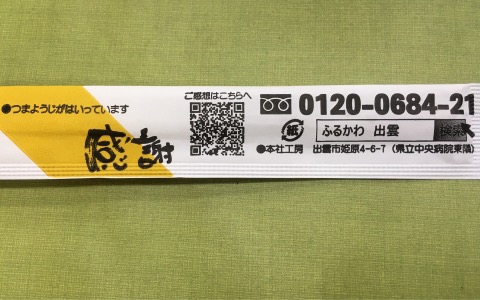 ●つまようじがはいっています
感謝
ご感想はこちらへ
0120-0684-21
紙
ふるかわ 出雲 検索
●本社工房 出雲市姫原4-6-7(県立中央病院東隣)